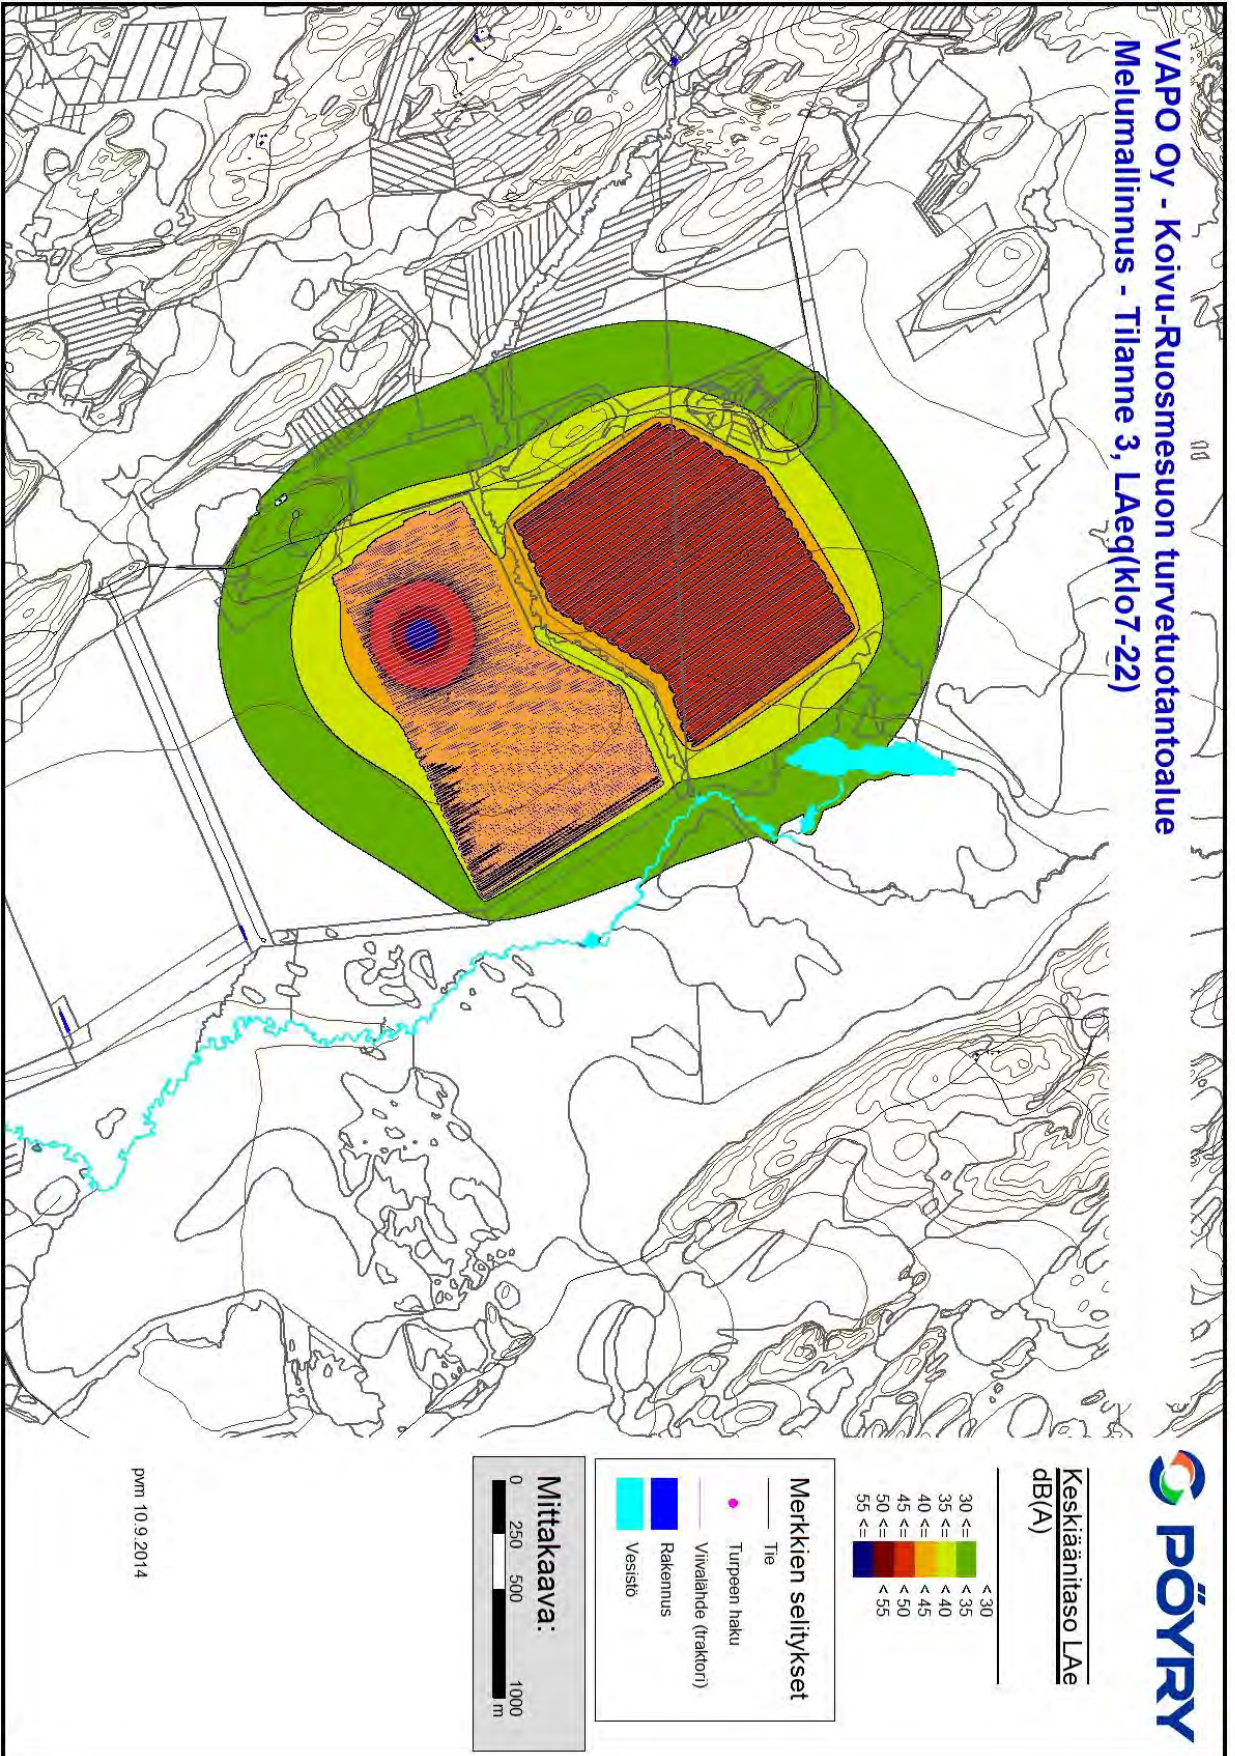 VAPO Oy - Koivu-Ruosmesuon turvetuotantoalue
Melumallinnus - Tilanne 3, LAeq(klo7-22)
PÖYRY
Keskiäänitaso LAe
dB(A)
< 30
30 <= < 35
35 <= < 40
40 <= < 45
45 <= < 50
50 <= < 55
55 <=
Merkkien selitykset
Tie
Turpeen haku
Viivalähde (traktori)
Rakennus
Vesistö
Mittakaava:
0 250 500 1000
m
pvm 10.9.2014